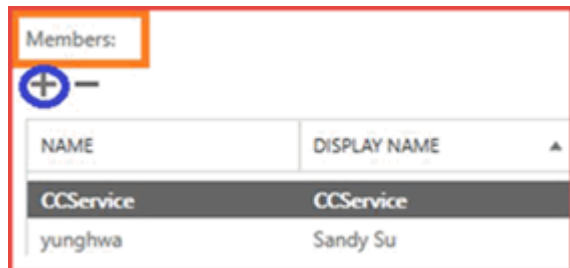 Members:
NAME DISPLAY NAME
CCService CCService
yunghwa Sandy Su